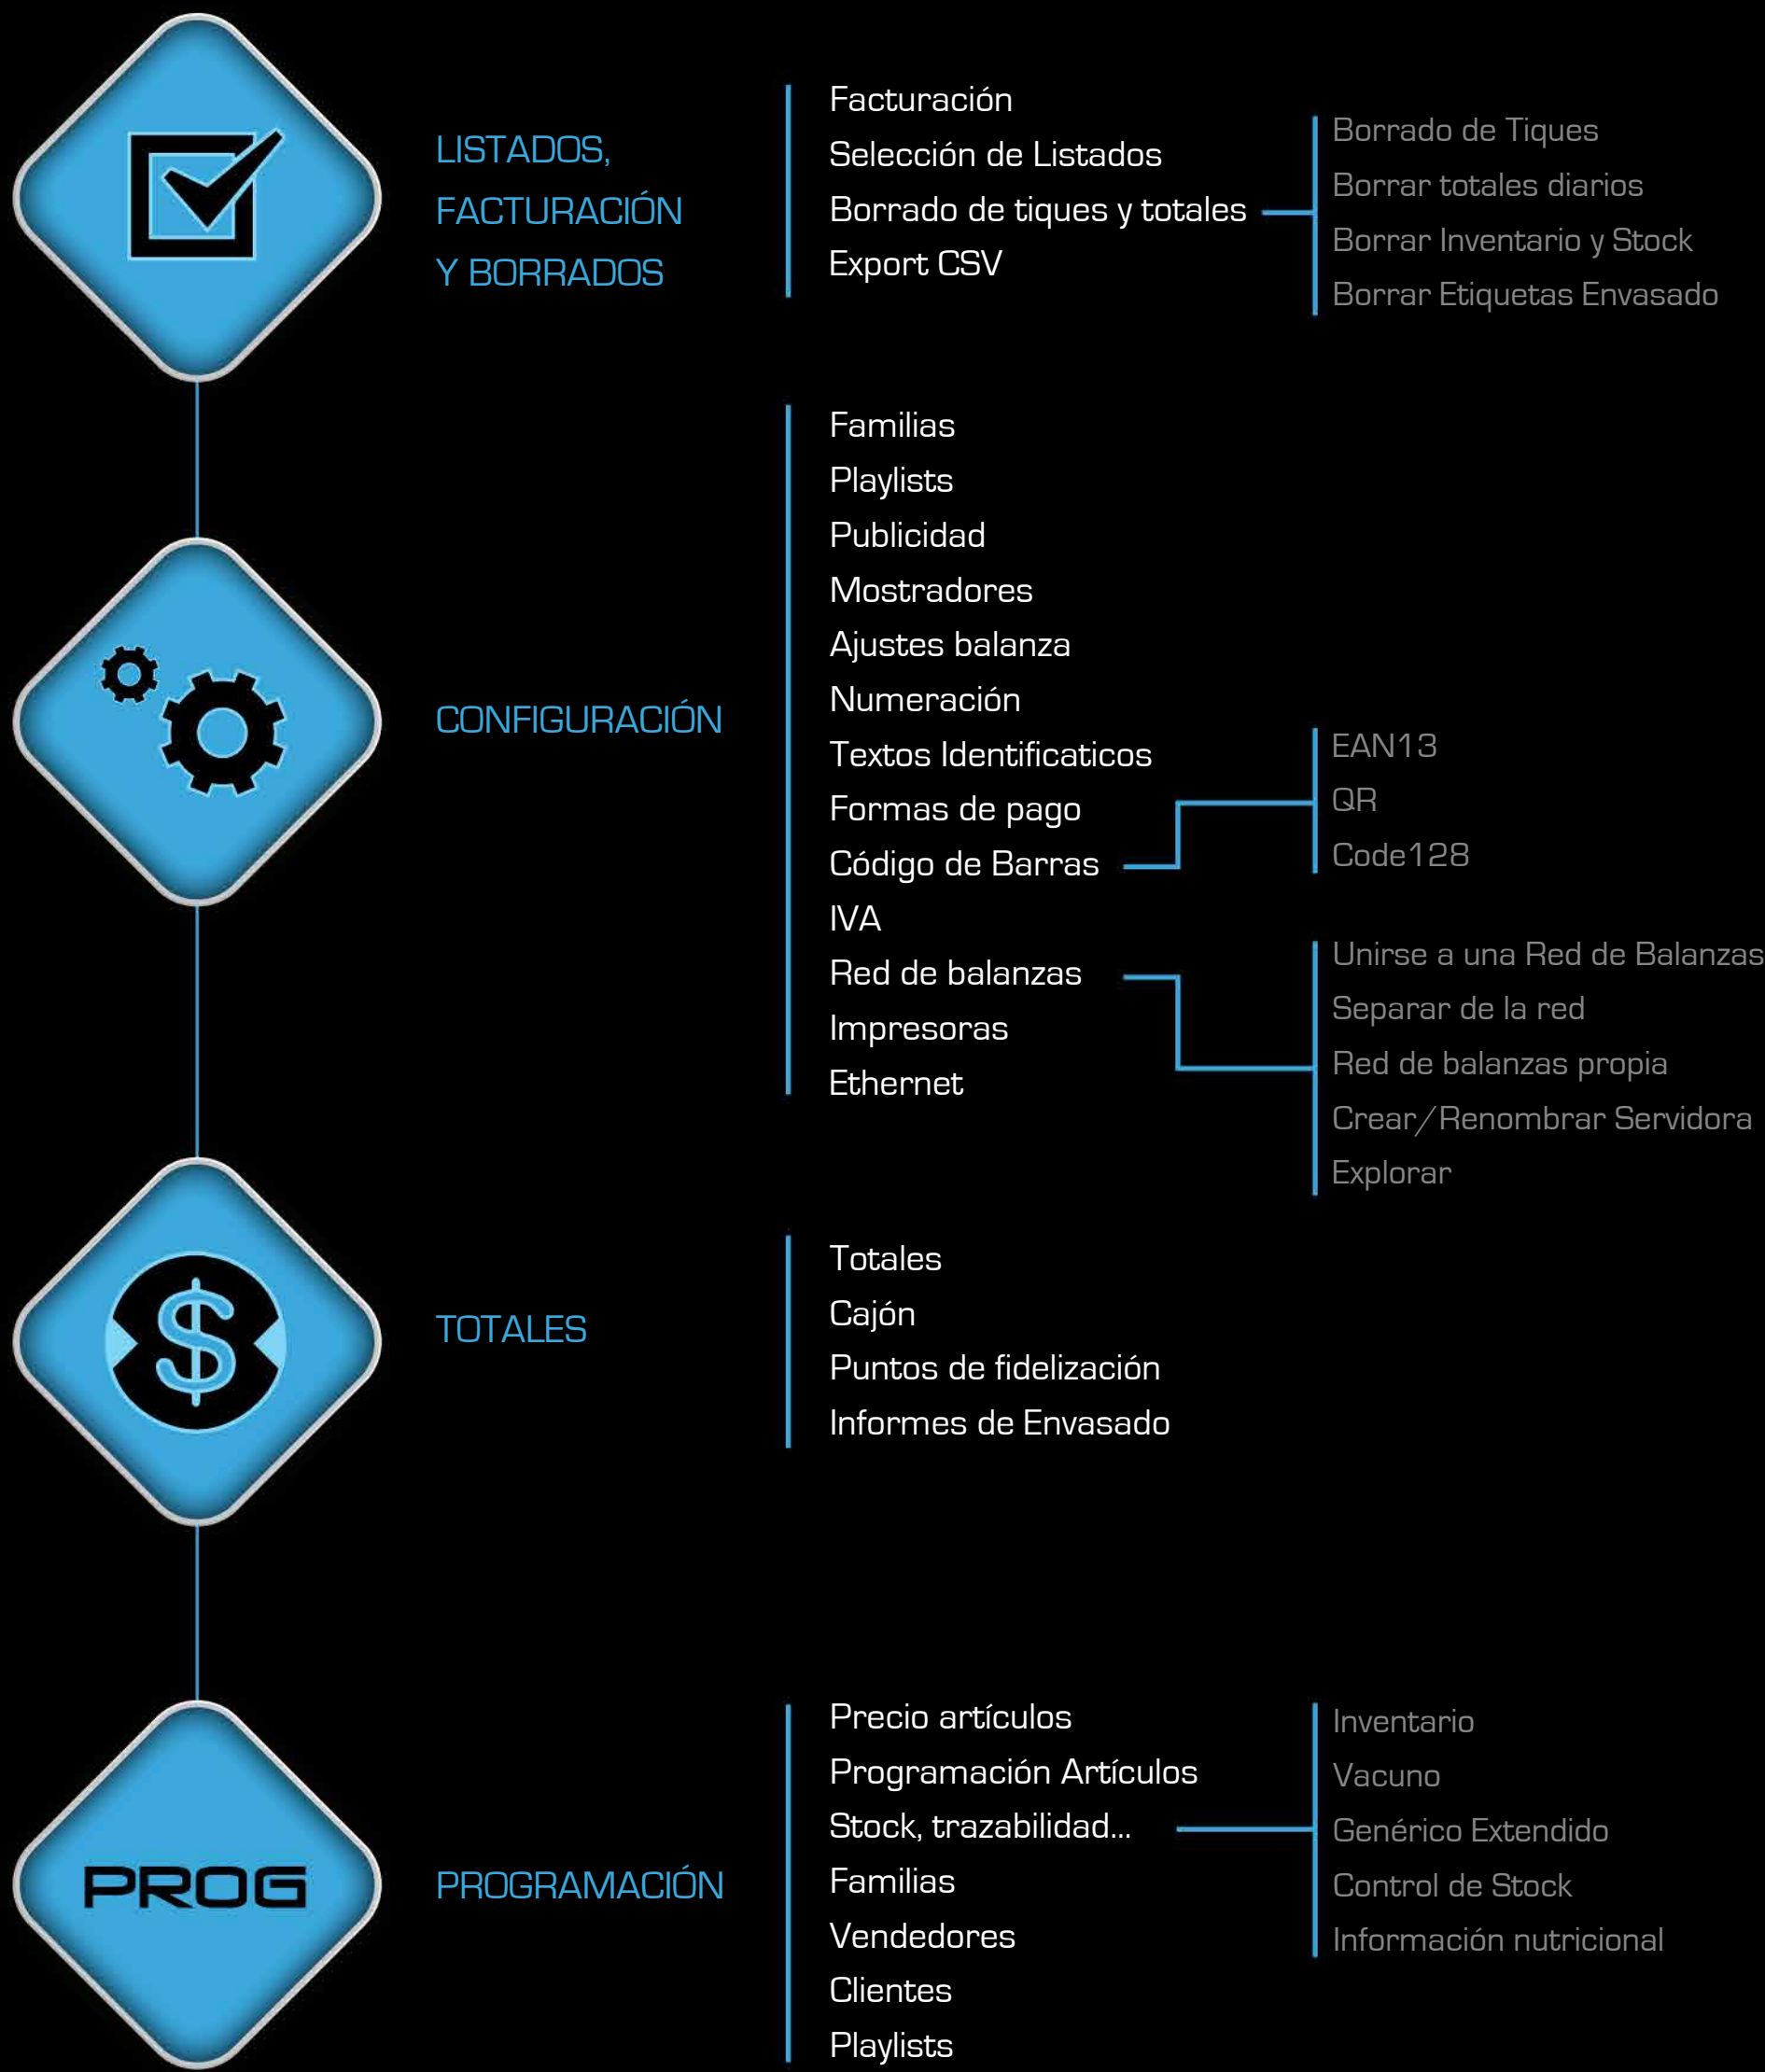 LISTADOS,
FACTURACIÓN
Y BORRADOS
Facturación
Selección de Listados
Borrado de tiques y totales
Export CSV
Borrado de Tiques
Borrar totales diarios
Borrar Inventario y Stock
Borrar Etiquetas Envasado
CONFIGURACIÓN
Familias
Playlists
Publicidad
Mostradores
Ajustes balanza
Numeración
Textos Identificaticos
Formas de pago
Código de Barras
IVA
Red de balanzas
Impresoras
Ethernet
EAN13
QR
Code128
Unirse a una Red de Balanzas
Separar de la red
Red de balanzas propia
Crear/Renombrar Servidora
Explorar
$
TOTALES
Totales
Cajón
Puntos de fidelización
Informes de Envasado
PROG
PROGRAMACIÓN
Precio artículos
Programación Artículos
Stock, trazabilidad...
Familias
Vendedores
Clientes
Playlists
Inventario
Vacuno
Genérico Extendido
Control de Stock
Información nutricional